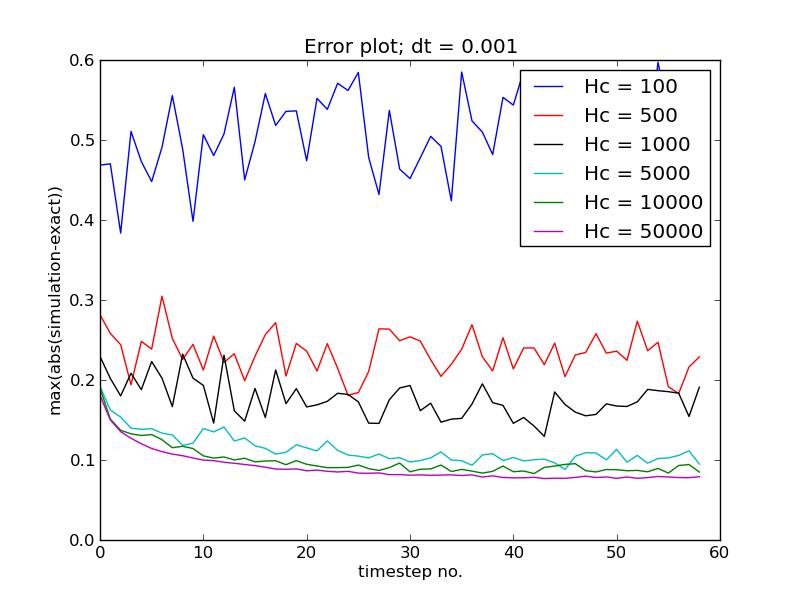 Error plot; dt = 0.001
max(abs(simulation-exact))
0.6
0.5
0.4
0.3
0.2
0.1
0.0
Hc = 100
Hc = 500
Hc = 1000
Hc = 5000
Hc = 10000
Hc = 50000
0 10 20 30 40 50 60
timestep no.